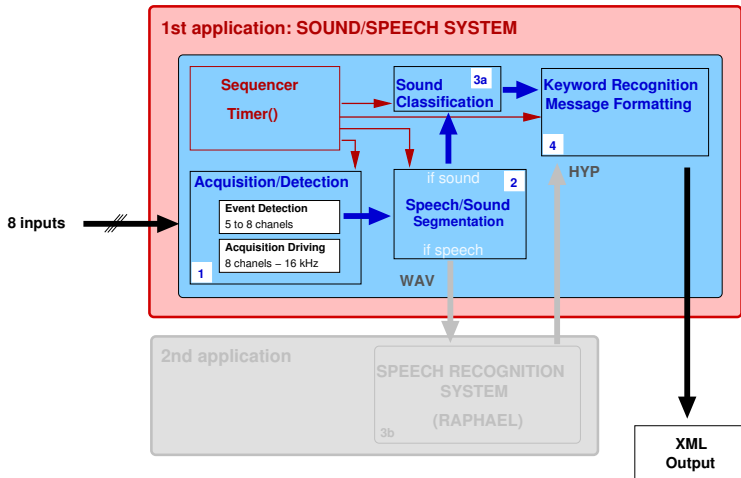 1st application: SOUND/SPEECH SYSTEM
Sequencer
Timer()
Sound
Classification
3a
Keyword Recognition
Message Formatting
4
HYP
Acquisition/Detection
Event Detection
5 to 8 chanels
Acquisition Driving
8 chanels – 16 kHz
1
if sound
2
Speech/Sound
Segmentation
if speech
8 inputs
WAV
2nd application
SPEECH RECOGNITION
SYSTEM
(RAPHAEL)
3b
XML
Output